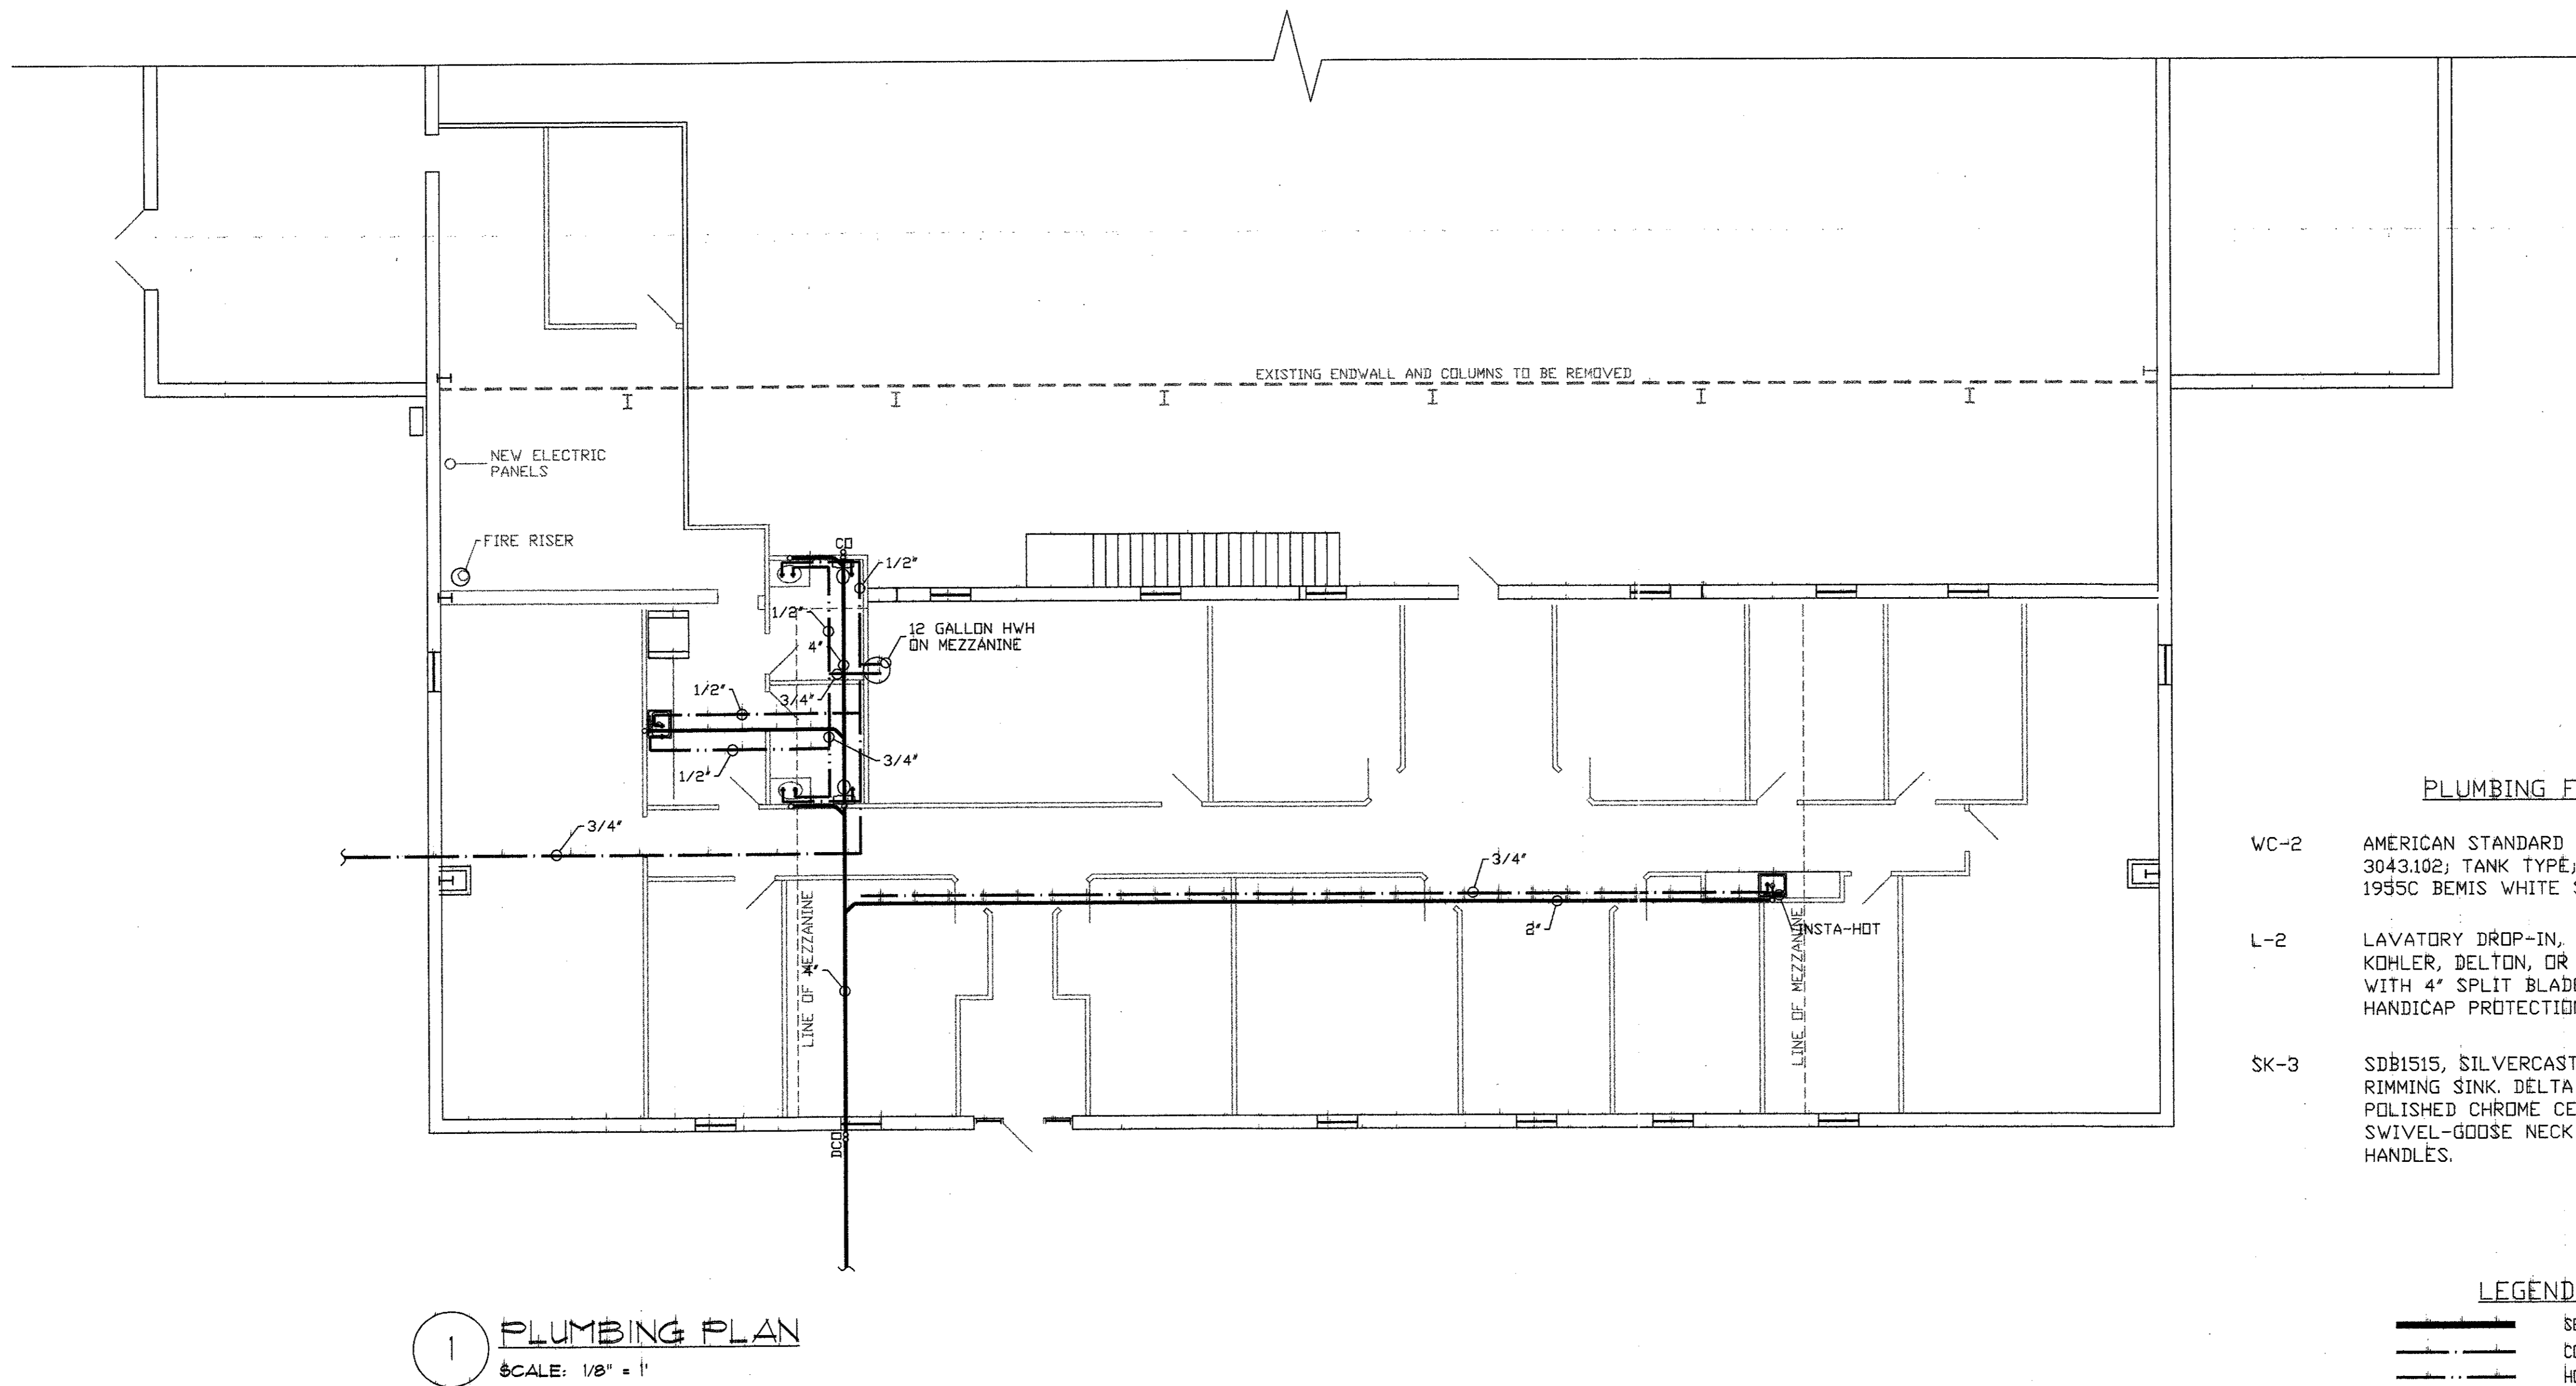 EXISTING ENDWALL AND COLUMNS TO BE REMOVED
NEW ELECTRIC
PANELS
FIRE RISER
CO
1/2"
1/2"
12 GALLON HWH
ON MEZZANINE
4"
3/4"
1/2"
3/4"
1/2"
3/4"
3/4"
2"
INSTA-HOT
LINE OF MEZZANINE
LINE OF MEZZANINE
DCO
PLUMBING F
WC-2
AMERICAN STANDARD
3043.102; TANK TYPE;
1955C BEMIS WHITE
L-2
LAVATORY DROP-IN,
KOHLER, DELTON, OR
WITH 4" SPLIT BLADE
HANDICAP PROTECTION
SK-3
SDB1515, SILVERCAST
RIMMING SINK. DELTA
POLISHED CHROME CE
SWIVEL-GOOSE NECK
HANDLES.
LEGEND
SE
CO
HO
1
PLUMBING PLAN
SCALE: 1/8" = 1'